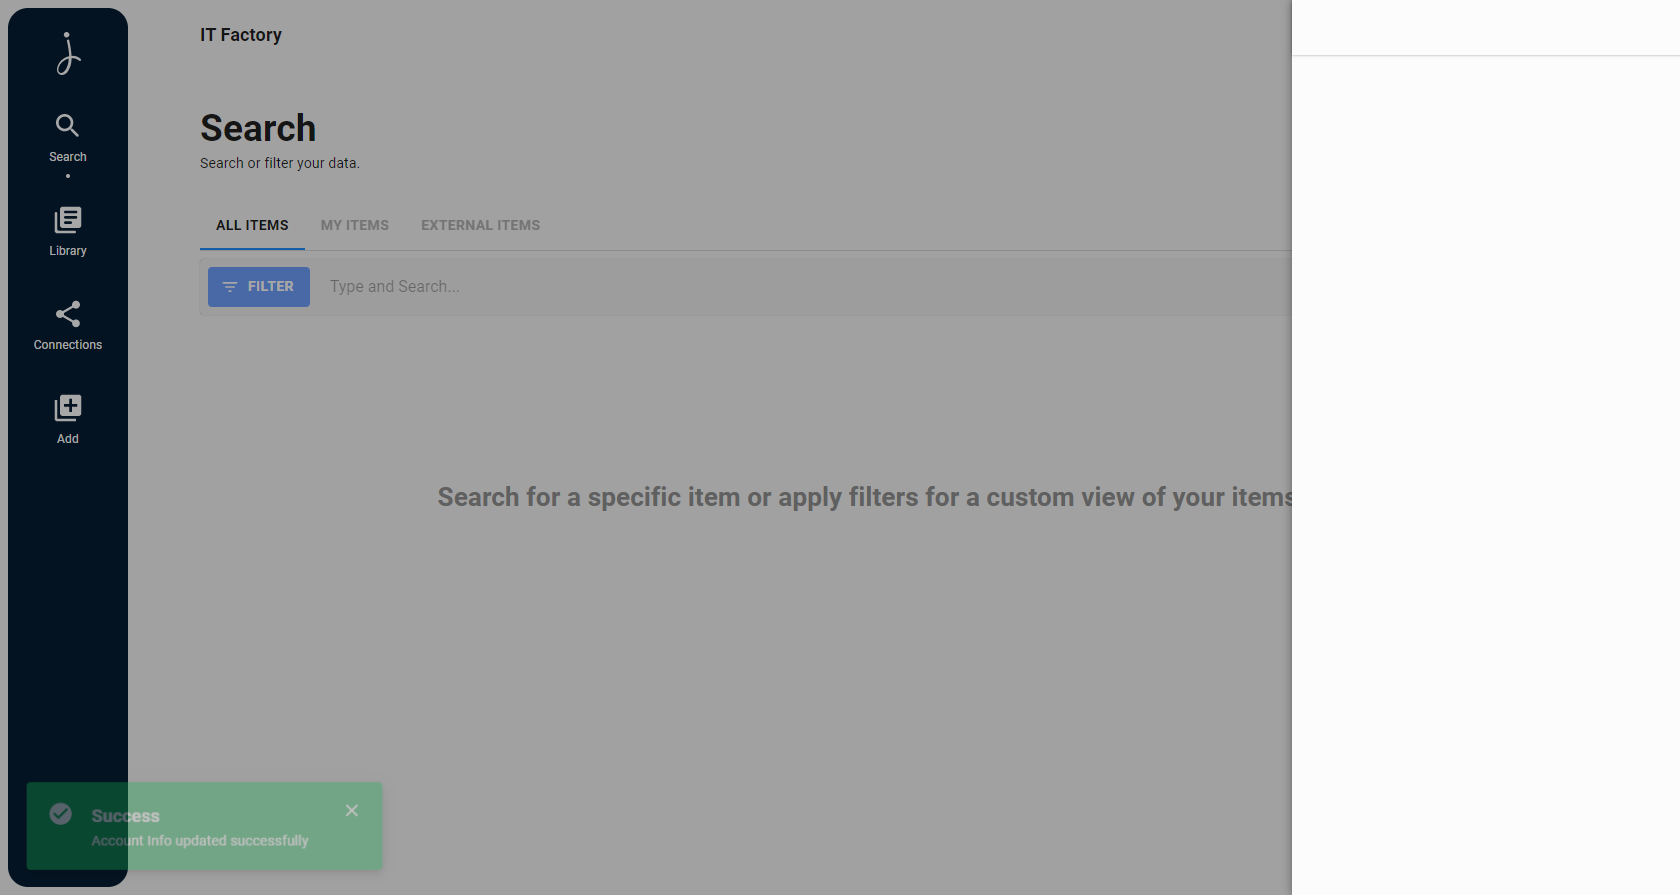 IT Factory
Search
Library
Connections
Add
Search
Search or filter your data.
ALL ITEMS
MY ITEMS
EXTERNAL ITEMS
FILTER
Type and Search...
Search for a specific item or apply filters for a custom view of your items
Success
Account Info updated successfully